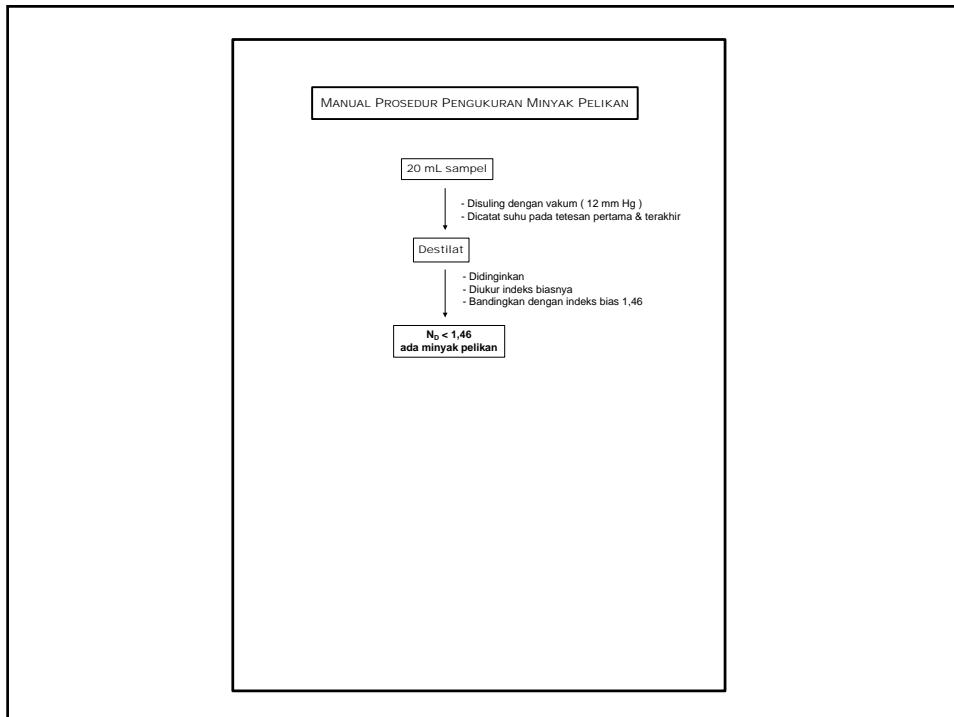 MANUAL PROSEDUR PENGUKURAN MINYAK PELIKAN
20 mL sampel
- Disuling dengan vakum ( 12 mm Hg )
- Dicatat suhu pada tetesan pertama & terakhir
Destilat
- Didinginkan
- Diukur indeks biasnya
- Bandingkan dengan indeks bias 1,46
N_D < 1,46
ada minyak pelikan